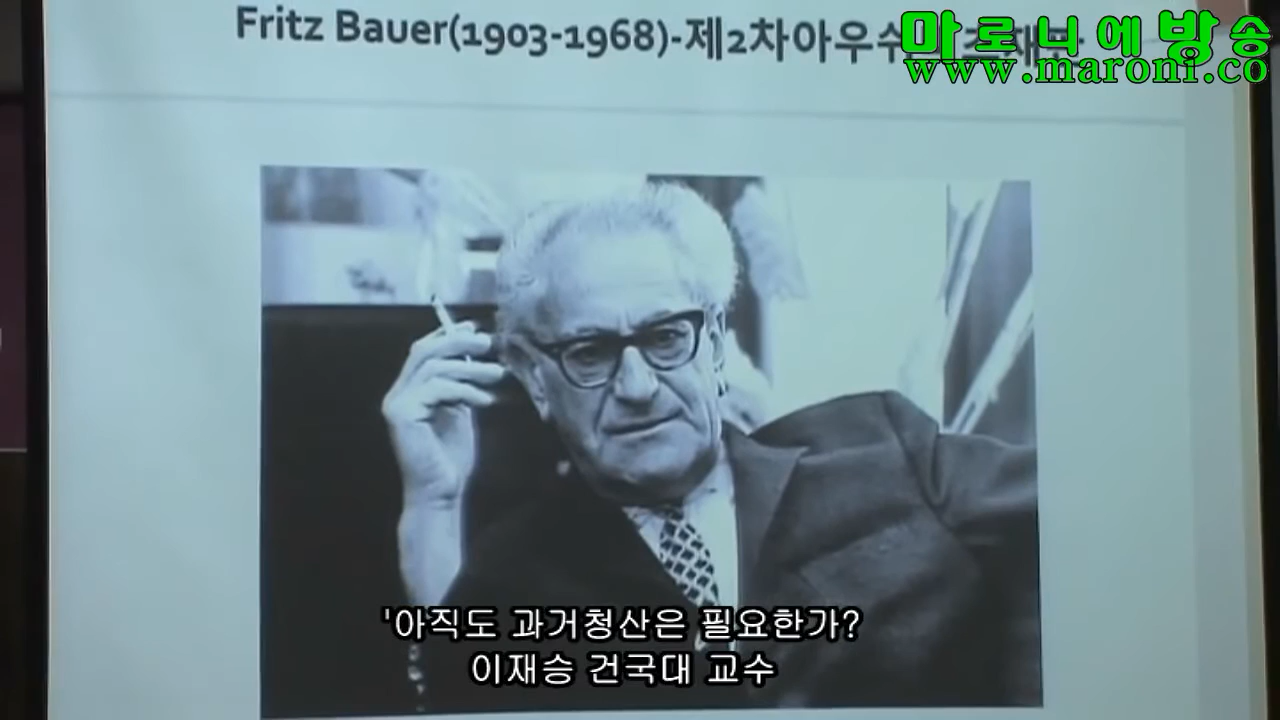 Fritz Bauer(1903-1968)-제2차아우슈
마로니에방송
www.maroni.co
'아직도 과거청산은 필요한가?
이재승 건국대 교수